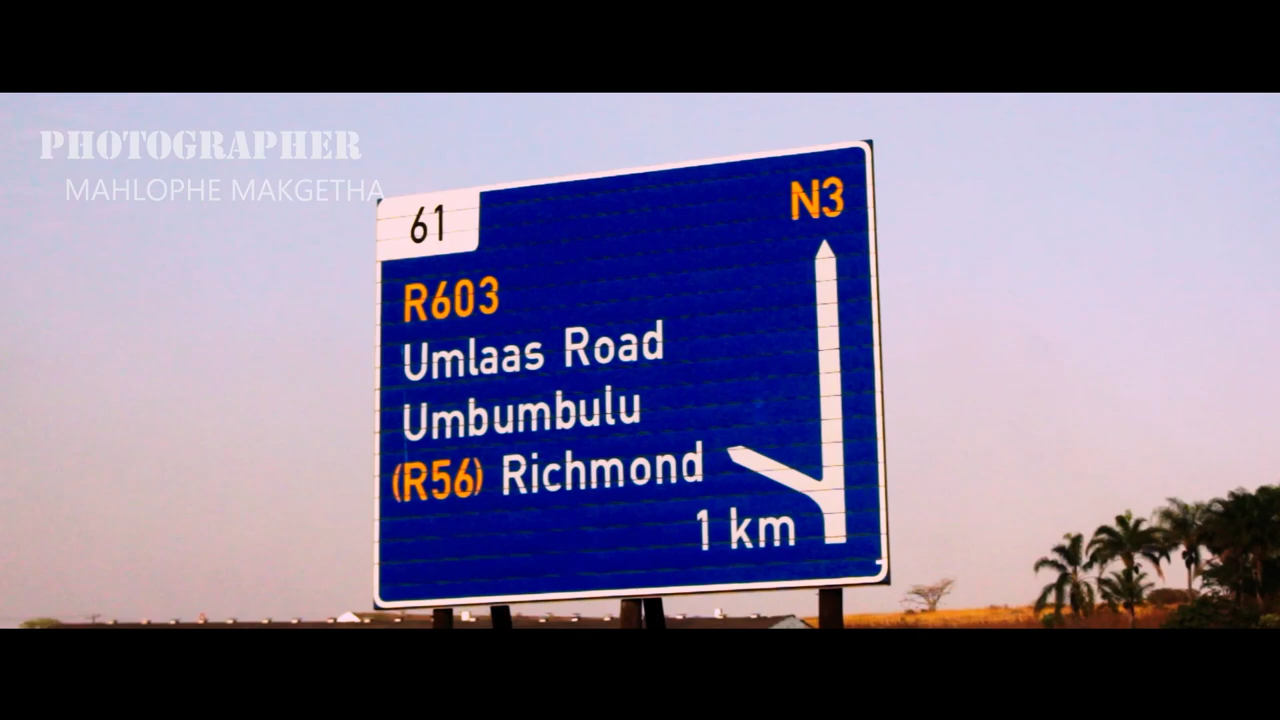 PHOTOGRAPHER
MAHLOPHE MAKGETHA
61
N3
R603
Umlaas Road
Umbumbulu
(R56) Richmond
1 km